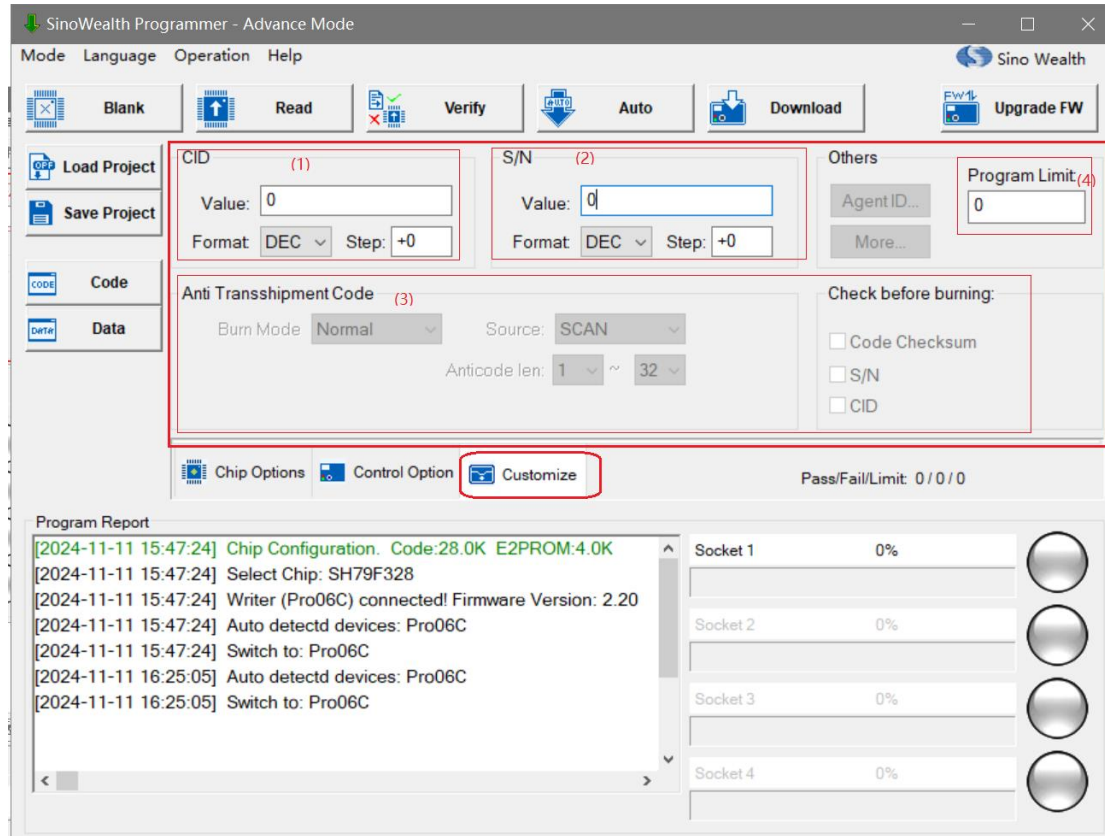 SinoWealth Programmer - Advance Mode
Mode Language Operation Help
Sino Wealth
Blank Read Verify Auto Download Upgrade FW
Load Project
Save Project
Code
Data
CID (1)
Value: 0
Format: DEC Step: +0
S/N (2)
Value: 0
Format: DEC Step: +0
Others
Agent ID...
More...
Program Limit: (4)
0
Anti Transshipment Code (3)
Burn Mode Normal Source: SCAN
Anticode len: 1 ~ 32
Check before burning:
Code Checksum
S/N
CID
Chip Options Control Option Customize Pass/Fail/Limit: 0 / 0 / 0
Program Report
[2024-11-11 15:47:24] Chip Configuration. Code:28.0K E2PROM:4.0K
[2024-11-11 15:47:24] Select Chip: SH79F328
[2024-11-11 15:47:24] Writer (Pro06C) connected! Firmware Version: 2.20
[2024-11-11 15:47:24] Auto detectd devices: Pro06C
[2024-11-11 15:47:24] Switch to: Pro06C
[2024-11-11 16:25:05] Auto detectd devices: Pro06C
[2024-11-11 16:25:05] Switch to: Pro06C
Socket 1 0%
Socket 2 0%
Socket 3 0%
Socket 4 0%